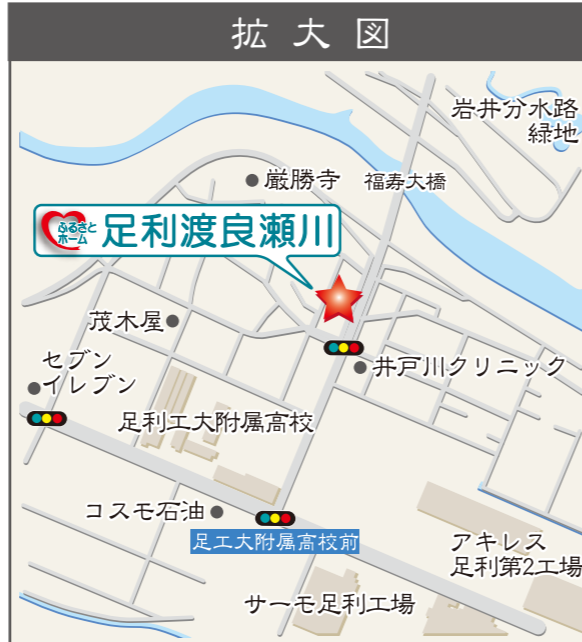 拡大図
岩井分水路
緑地
厳勝寺
福寿大橋
ふるさと
ホーム
足利渡良瀬川
茂木屋
セブン
イレブン
井戸川クリニック
足利工大附属高校
コスモ石油
足工大附属高校前
アキレス
足利第2工場
サーモ足利工場